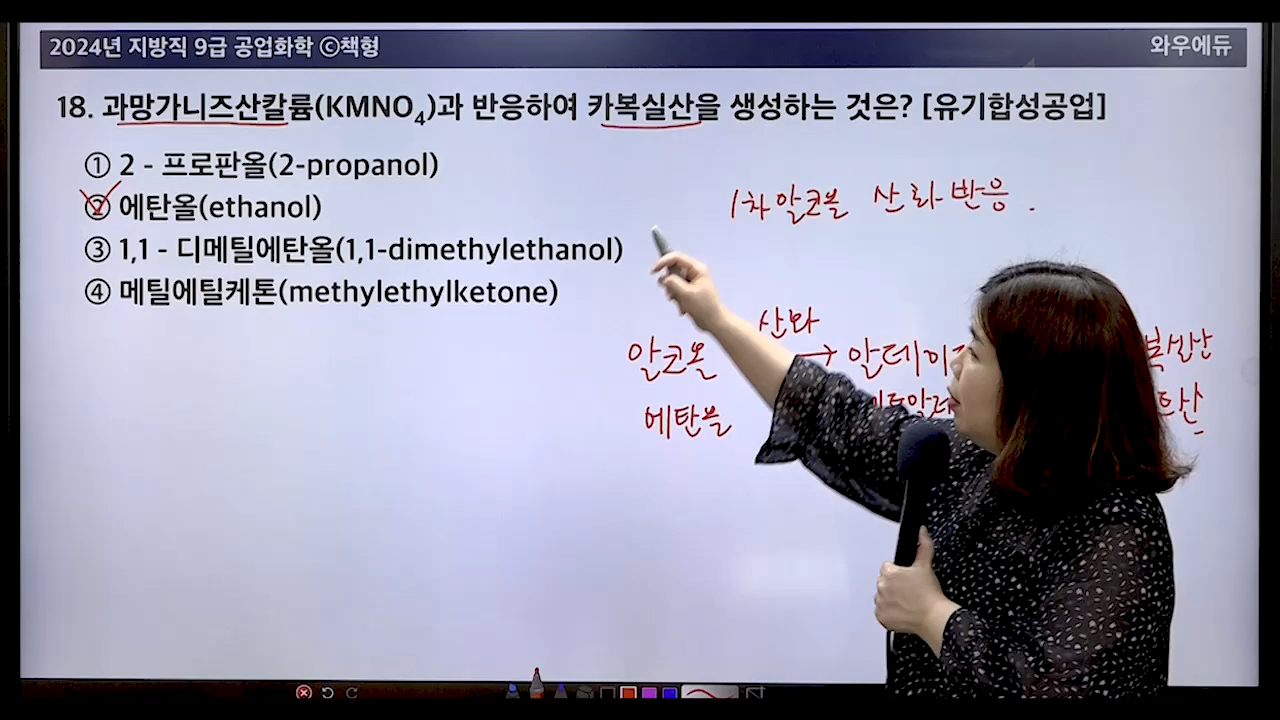 2024년 지방직 9급 공업화학 ⓒ책형
와우에듀
18. 과망가니즈산칼륨(KMNO₄)과 반응하여 카복실산을 생성하는 것은? [유기합성공업]
① 2 - 프로판올(2-propanol)
② 에탄올(ethanol)
③ 1,1 - 디메틸에탄올(1,1-dimethylethanol)
④ 메틸에틸케톤(methylethylketone)
1차알코올 산화반응.
산화
알코올 → 알데이
에탄올